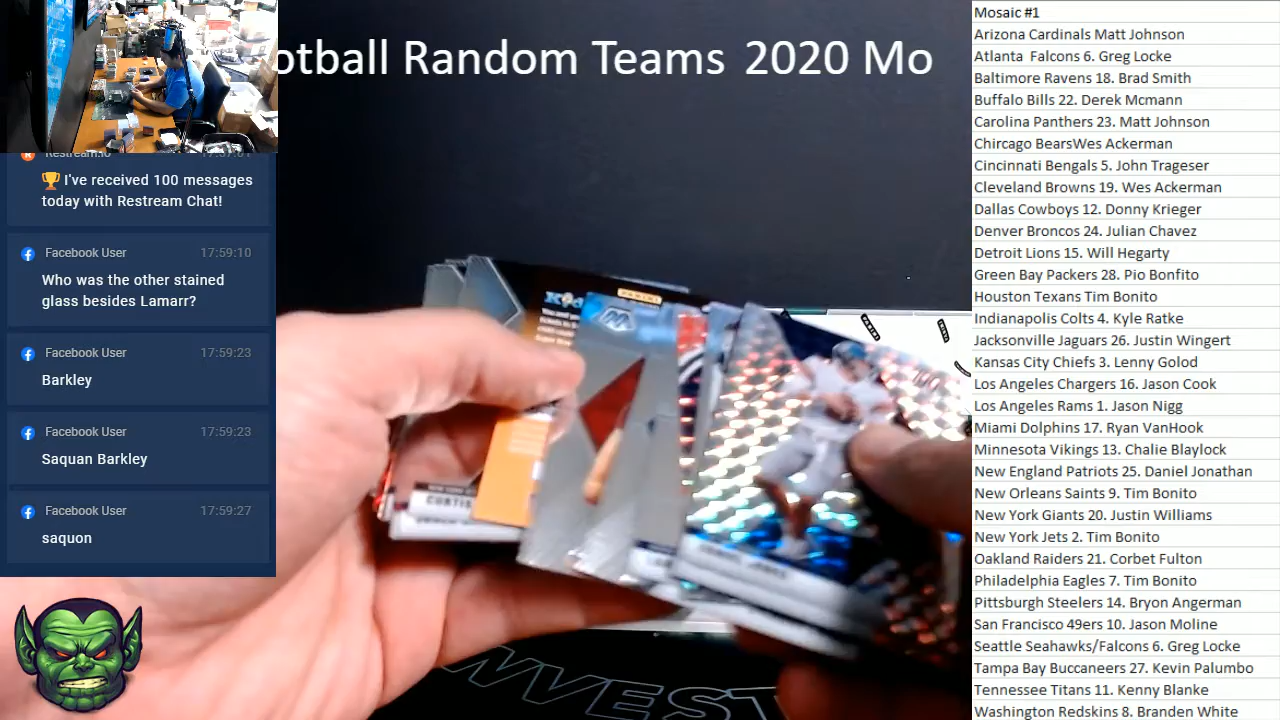 otball Random Teams 2020 Mo
Restream.io 17:57:01
🏆 I've received 100 messages
today with Restream Chat!
Facebook User 17:59:10
Who was the other stained
glass besides Lamarr?
Facebook User 17:59:23
Barkley
Facebook User 17:59:23
Saquan Barkley
Facebook User 17:59:27
saquon
PANINI
CURTIS
Mosaic #1
Arizona Cardinals Matt Johnson
Atlanta Falcons 6. Greg Locke
Baltimore Ravens 18. Brad Smith
Buffalo Bills 22. Derek Mcmann
Carolina Panthers 23. Matt Johnson
Chircago BearsWes Ackerman
Cincinnati Bengals 5. John Trageser
Cleveland Browns 19. Wes Ackerman
Dallas Cowboys 12. Donny Krieger
Denver Broncos 24. Julian Chavez
Detroit Lions 15. Will Hegarty
Green Bay Packers 28. Pio Bonfito
Houston Texans Tim Bonito
Indianapolis Colts 4. Kyle Ratke
Jacksonville Jaguars 26. Justin Wingert
Kansas City Chiefs 3. Lenny Golod
Los Angeles Chargers 16. Jason Cook
Los Angeles Rams 1. Jason Nigg
Miami Dolphins 17. Ryan VanHook
Minnesota Vikings 13. Chalie Blaylock
New England Patriots 25. Daniel Jonathan
New Orleans Saints 9. Tim Bonito
New York Giants 20. Justin Williams
New York Jets 2. Tim Bonito
Oakland Raiders 21. Corbet Fulton
Philadelphia Eagles 7. Tim Bonito
Pittsburgh Steelers 14. Bryon Angerman
San Francisco 49ers 10. Jason Moline
Seattle Seahawks/Falcons 6. Greg Locke
Tampa Bay Buccaneers 27. Kevin Palumbo
Tennessee Titans 11. Kenny Blanke
Washington Redskins 8. Branden White